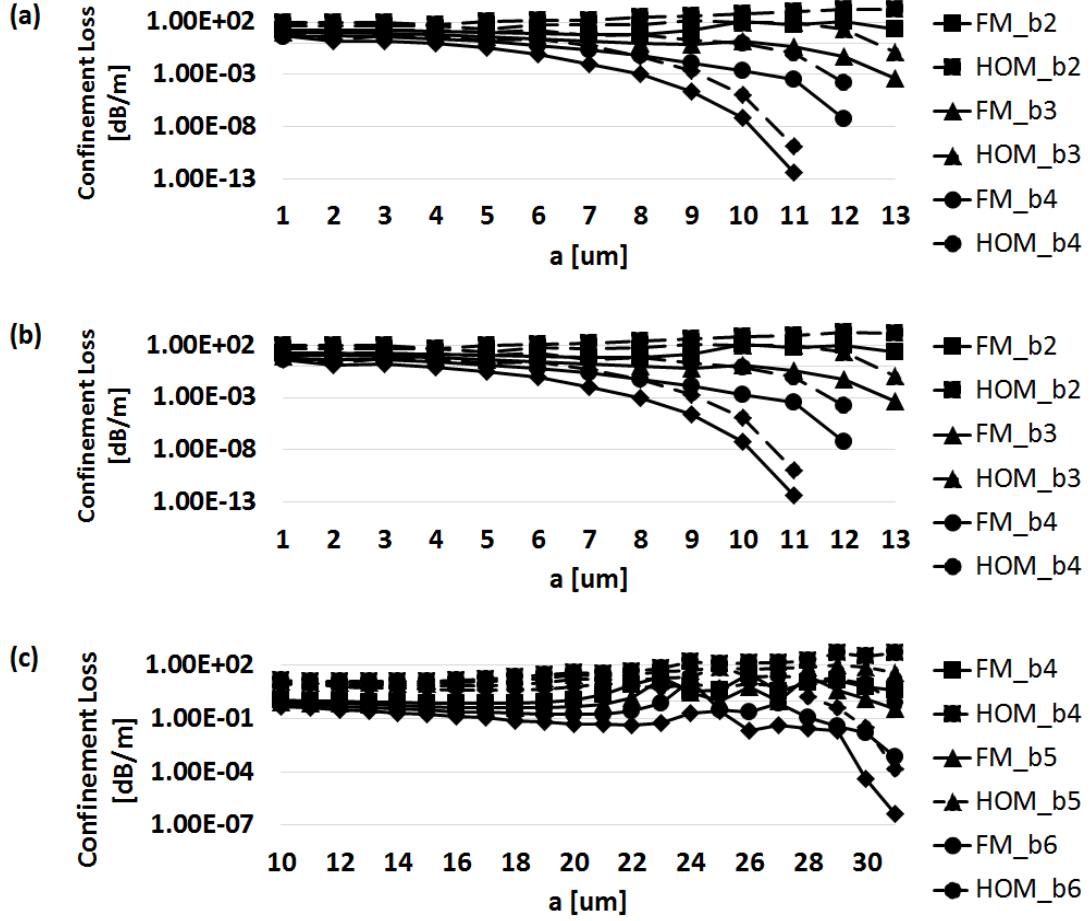 (a)
Confinement Loss
[dB/m]
1.00E+02
1.00E-03
1.00E-08
1.00E-13
1 2 3 4 5 6 7 8 9 10 11 12 13
a [um]
FM_b2
HOM_b2
FM_b3
HOM_b3
FM_b4
HOM_b4
(b)
Confinement Loss
[dB/m]
1.00E+02
1.00E-03
1.00E-08
1.00E-13
1 2 3 4 5 6 7 8 9 10 11 12 13
a [um]
FM_b2
HOM_b2
FM_b3
HOM_b3
FM_b4
HOM_b4
(c)
Confinement Loss
[dB/m]
1.00E+02
1.00E-01
1.00E-04
1.00E-07
10 12 14 16 18 20 22 24 26 28 30
a [um]
FM_b4
HOM_b4
FM_b5
HOM_b5
FM_b6
HOM_b6